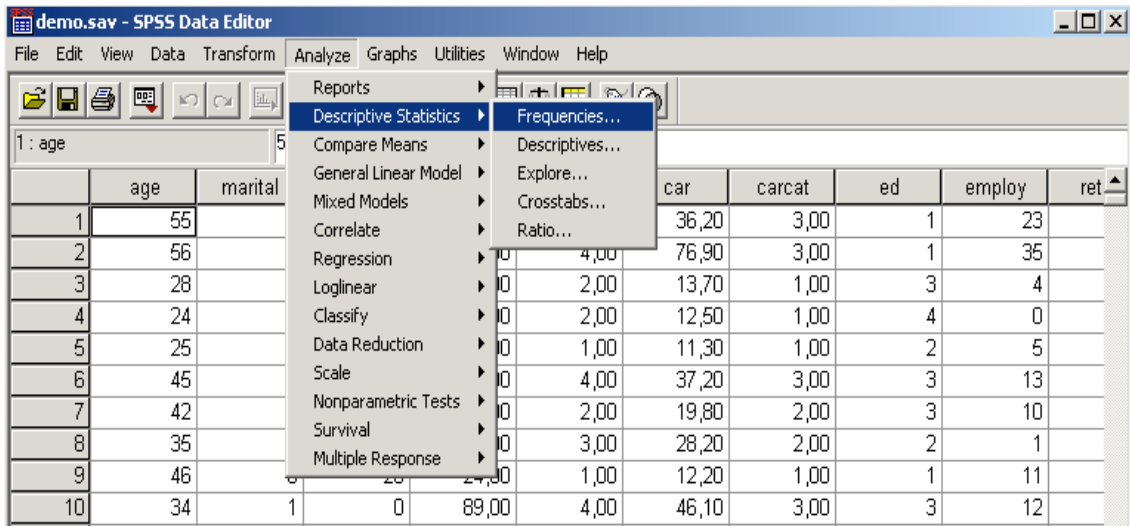 demo.sav - SPSS Data Editor
File Edit View Data Transform Analyze Graphs Utilities Window Help
Reports
Descriptive Statistics Frequencies...
1 : age 5 Compare Means Descriptives...
General Linear Model Explore...
age marital car carcat ed employ ret
Mixed Models Crosstabs...
1 55 Correlate Ratio... 36,20 3,00 1 23
2 56 Regression 4,00 76,90 3,00 1 35
3 28 Loglinear 2,00 13,70 1,00 3 4
4 24 Classify 2,00 12,50 1,00 4 0
5 25 Data Reduction 1,00 11,30 1,00 2 5
6 45 Scale 4,00 37,20 3,00 3 13
7 42 Nonparametric Tests 2,00 19,80 2,00 3 10
8 35 Survival 3,00 28,20 2,00 2 1
Multiple Response
9 46 1,00 12,20 1,00 1 11
10 34 1 0 89,00 4,00 46,10 3,00 3 12